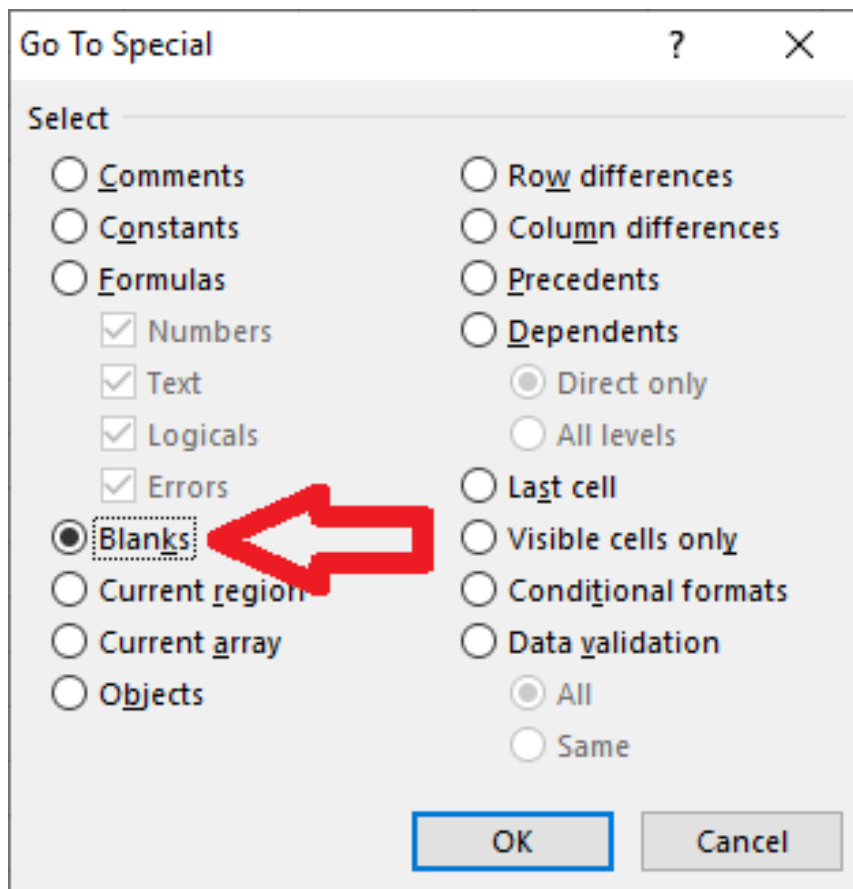 Go To Special ?
Select
Comments
Constants
Formulas
Numbers
Text
Logicals
Errors
Blanks
Current region
Current array
Objects
Row differences
Column differences
Precedents
Dependents
Direct only
All levels
Last cell
Visible cells only
Conditional formats
Data validation
All
Same
OK
Cancel